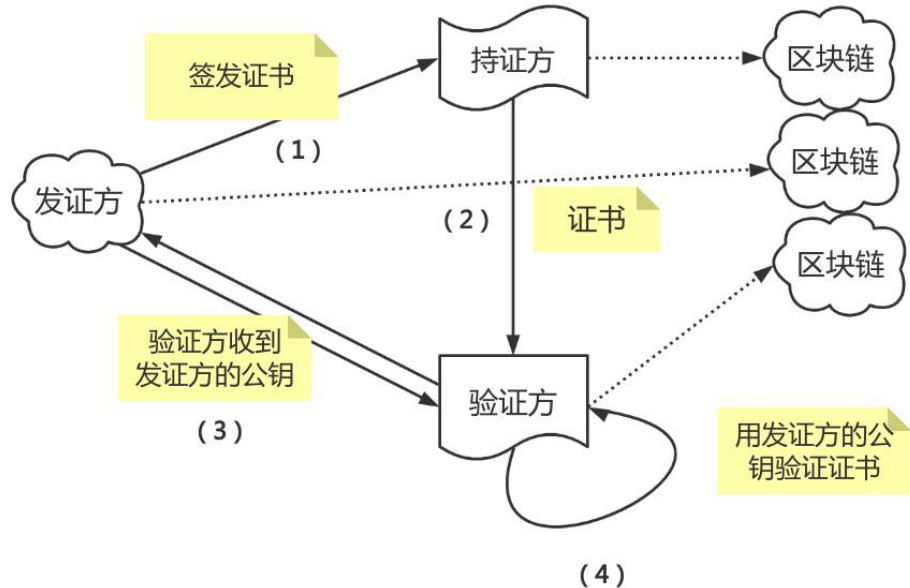 签发证书
持证方
区块链
（1）
区块链
发证方
（2）
证书
区块链
验证方收到
发证方的公钥
（3）
验证方
用发证方的公
钥验证证书
（4）